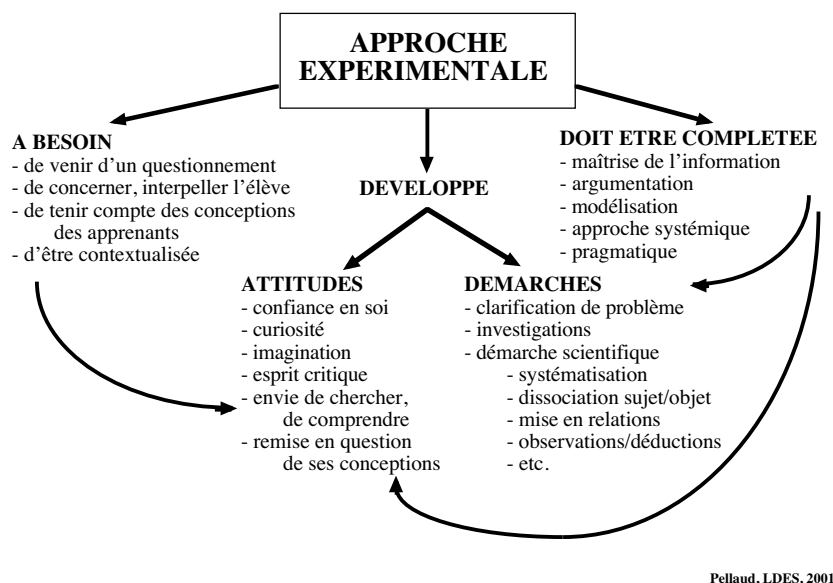 APPROCHE
EXPERIMENTALE
A BESOIN
- de venir d'un questionnement
- de concerner, interpeller l'élève
- de tenir compte des conceptions
des apprenants
- d'être contextualisée
DEVELOPPE
DOIT ETRE COMPLETEE
- maîtrise de l'information
- argumentation
- modélisation
- approche systémique
- pragmatique
ATTITUDES
- confiance en soi
- curiosité
- imagination
- esprit critique
- envie de chercher,
de comprendre
- remise en question
de ses conceptions
DEMARCHES
- clarification de problème
- investigations
- démarche scientifique
- systématisation
- dissociation sujet/objet
- mise en relations
- observations/déductions
- etc.
Pellaud, LDES, 2001